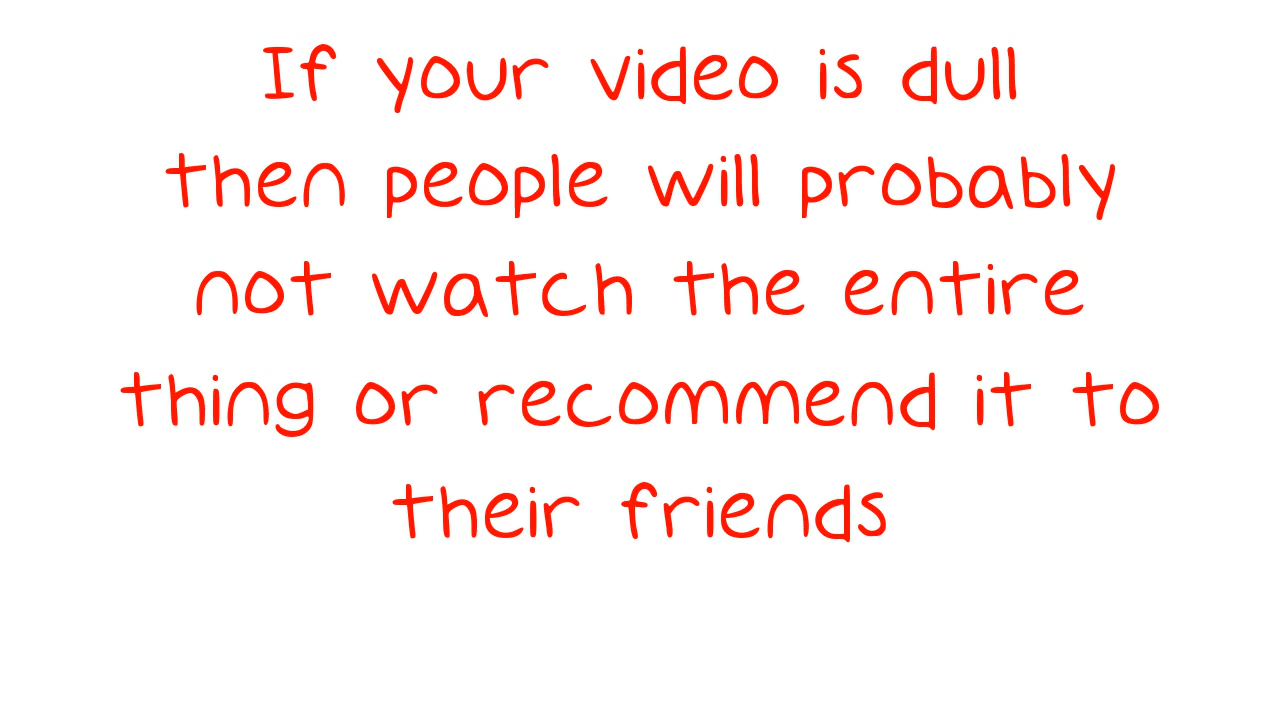 If your video is dull
then people will probably
not watch the entire
thing or recommend it to
their friends